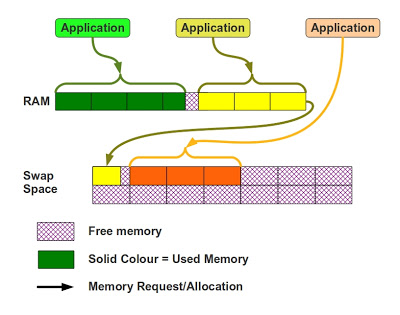 Application
Application
Application
RAM
Swap
Space
Free memory
Solid Colour = Used Memory
Memory Request/Allocation